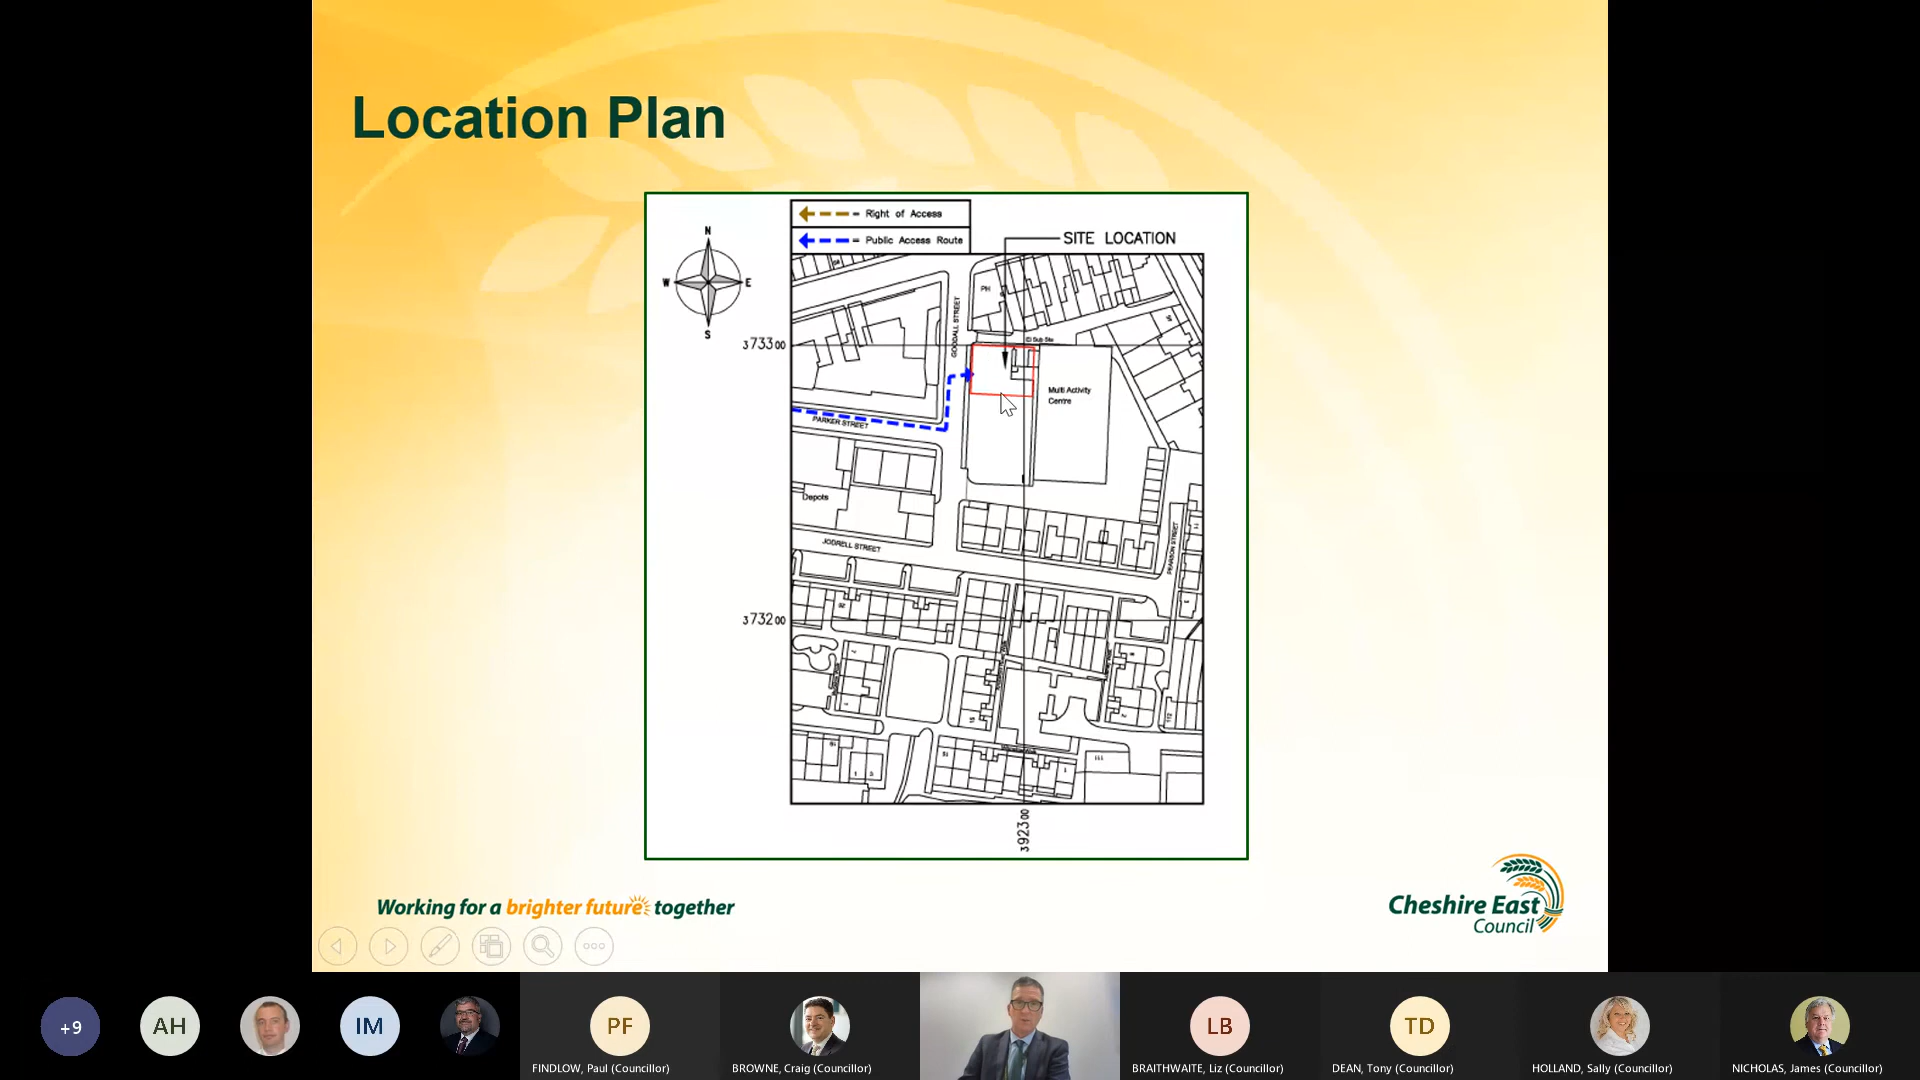 Location Plan
= Right of Access
= Public Access Route
SITE LOCATION
N
W
E
S
PH
GOODALL STREET
373300
El Sub Sta
Multi Activity
Centre
PARKER STREET
Depots
JODRELL STREET
PEARSON STREET
373200
111
112
392300
Working for a brighter future together
Cheshire East
Council
+9
AH
IM
PF
LB
TD
FINDLOW, Paul (Councillor)
BROWNE, Craig (Councillor)
BRAITHWAITE, Liz (Councillor)
DEAN, Tony (Councillor)
HOLLAND, Sally (Councillor)
NICHOLAS, James (Councillor)